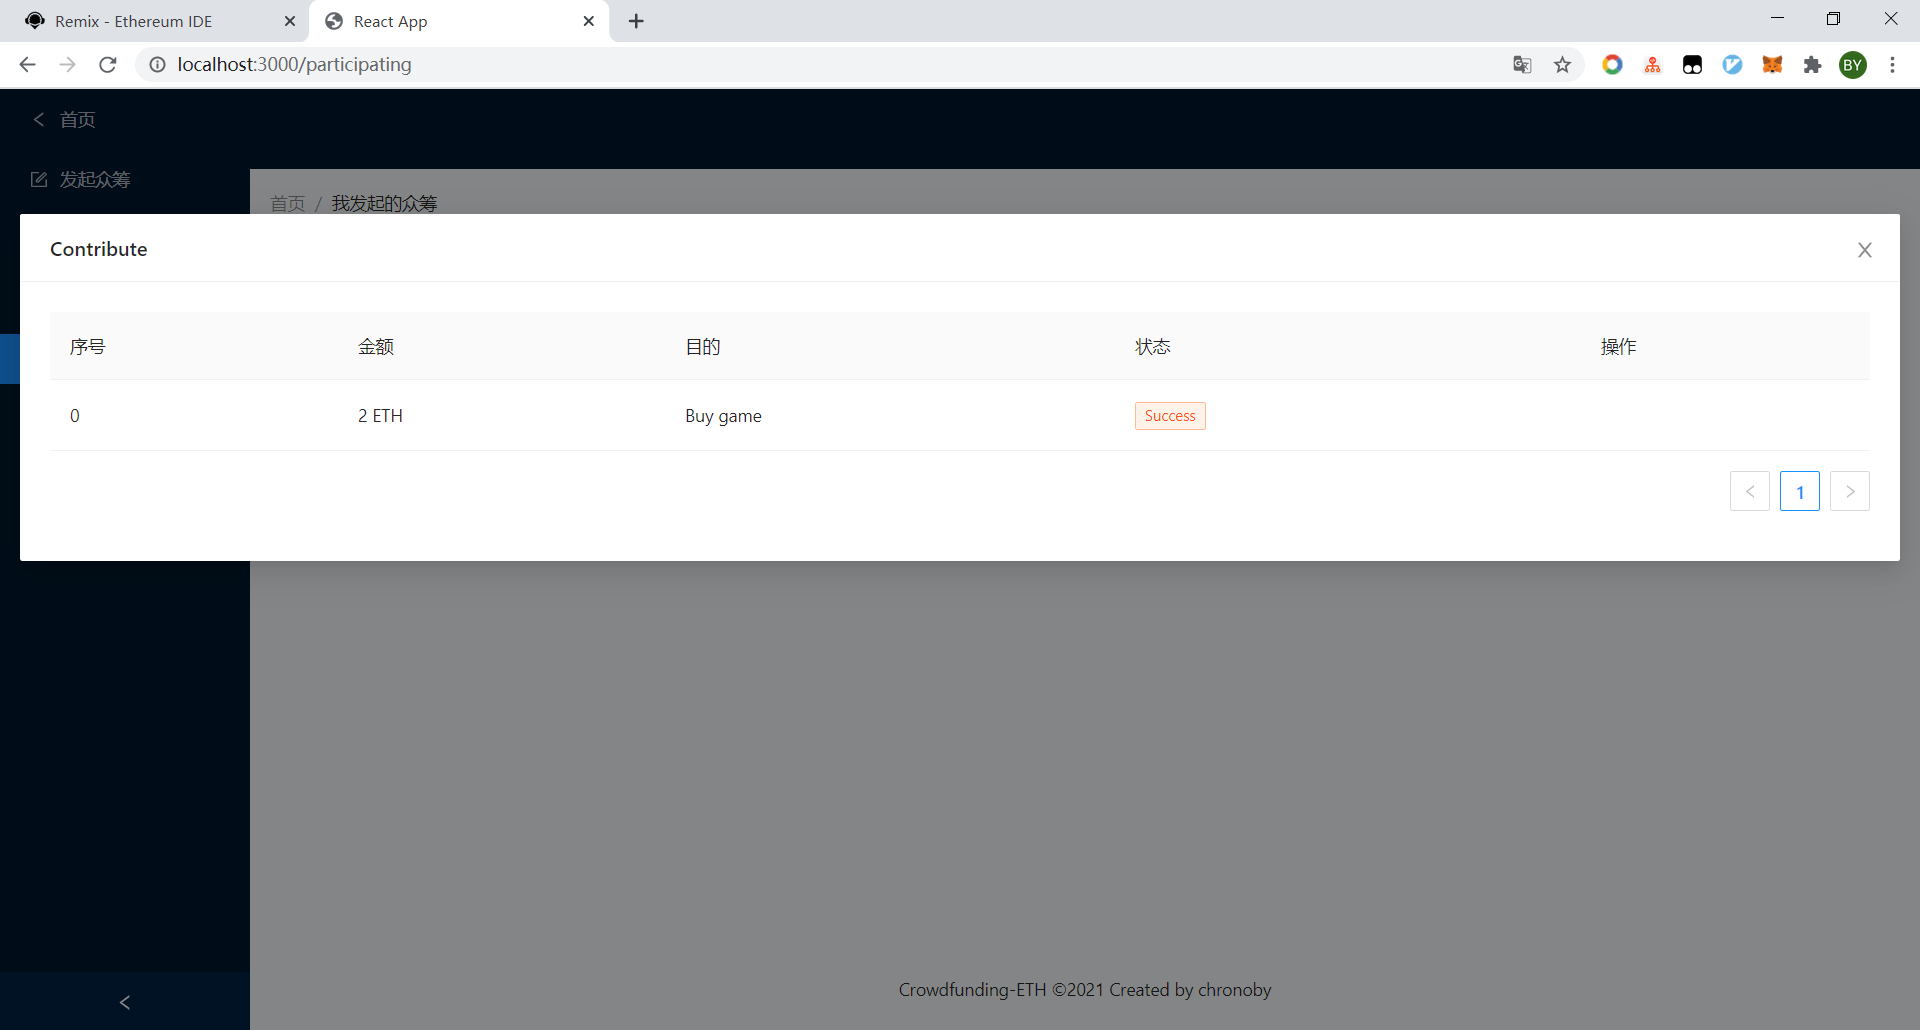 Remix - Ethereum IDE
React App
localhost:3000/participating
BY
首页
发起众筹
首页 / 我发起的众筹
Contribute
序号 金额 目的 状态 操作
0 2 ETH Buy game Success
1
Crowdfunding-ETH ©2021 Created by chronoby